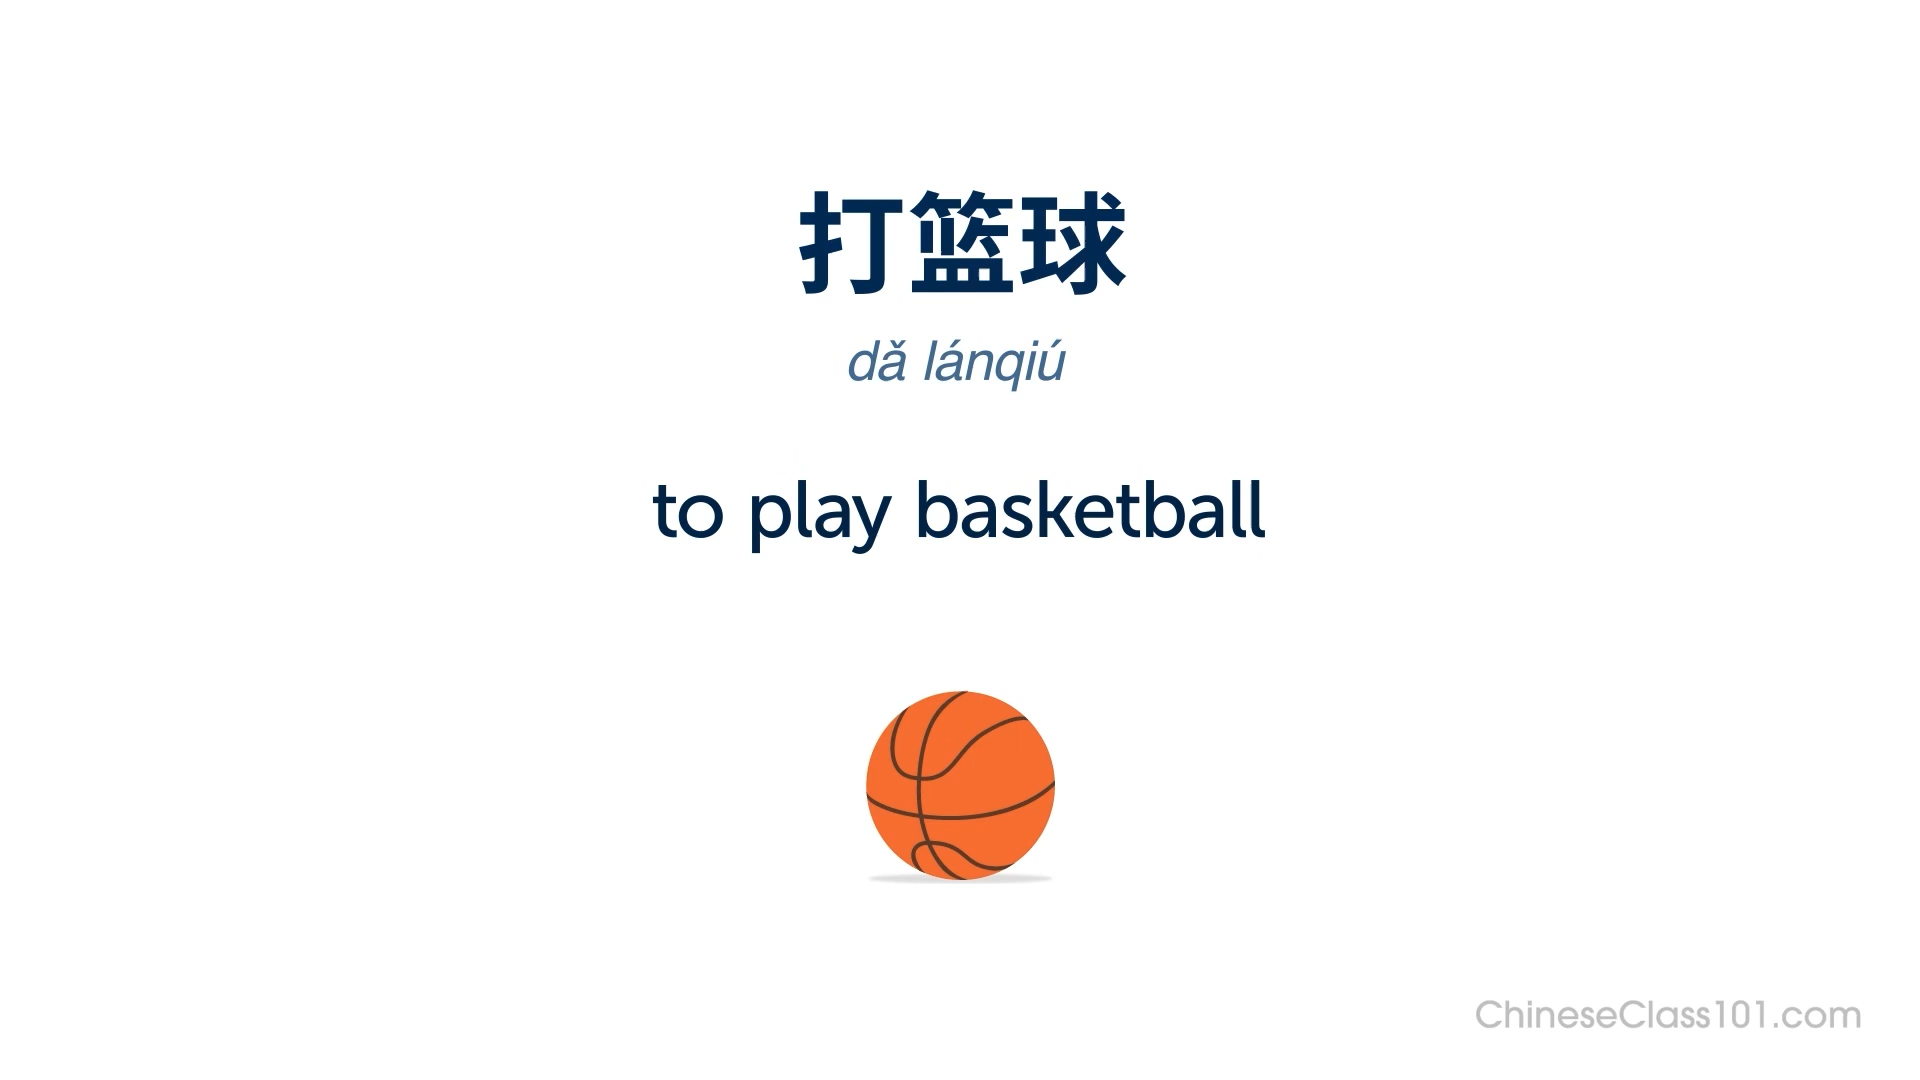 打篮球
dǎ lánqiú
to play basketball
ChineseClass101.com